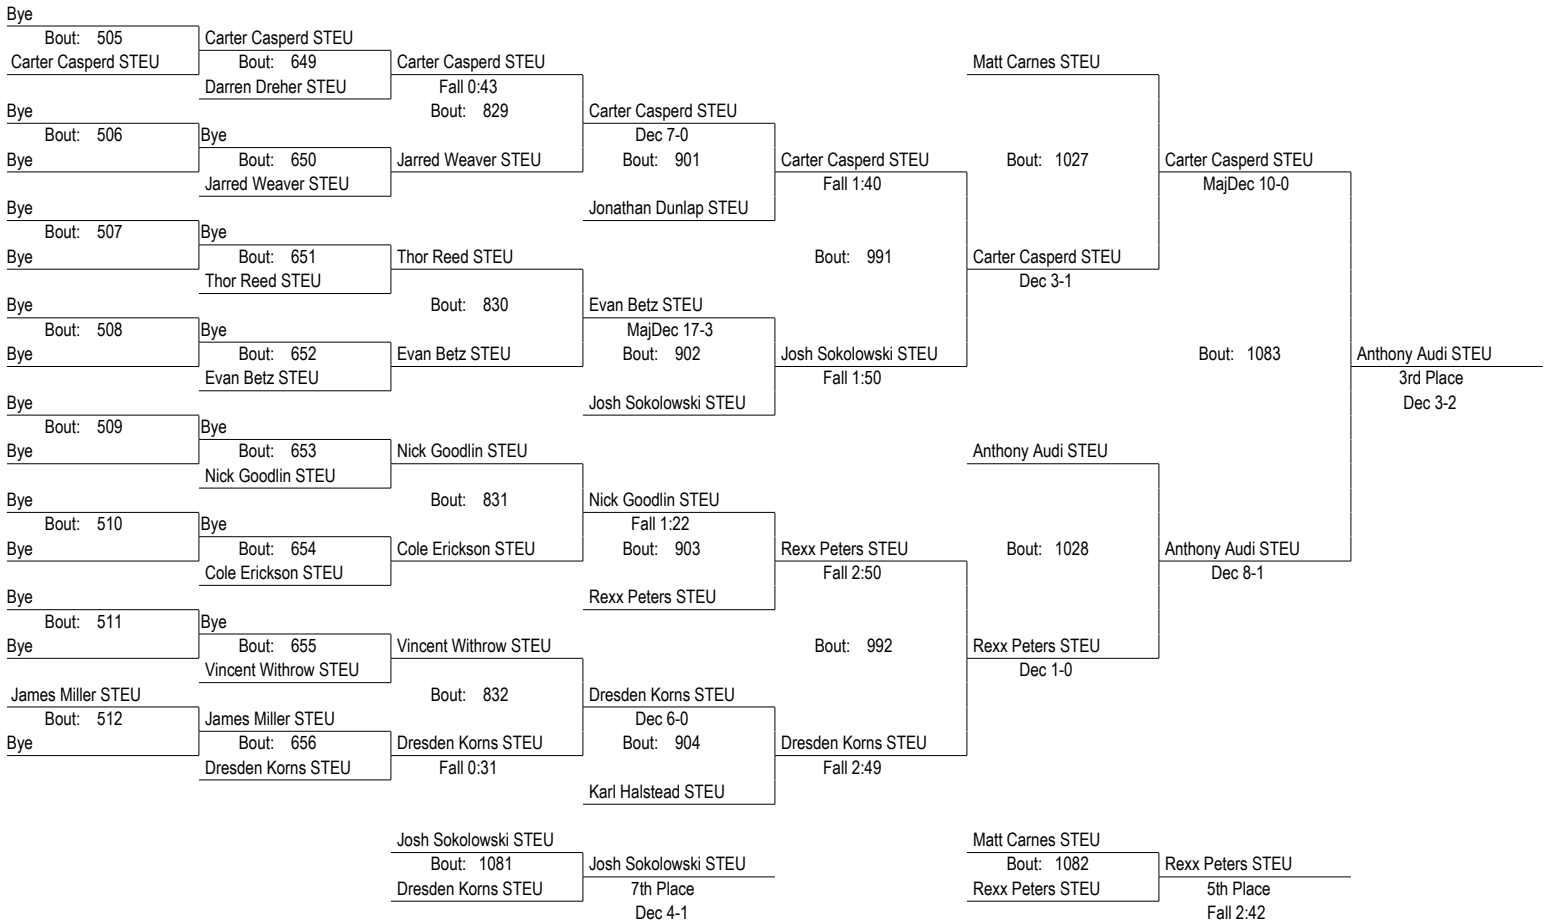 Bye
Bout: 505 Carter Casperd STEU
Carter Casperd STEU Bout: 649 Carter Casperd STEU Matt Carnes STEU
Darren Dreher STEU Fall 0:43
Bye Bout: 829 Carter Casperd STEU
Bout: 506 Bye Dec 7-0
Bye Bout: 650 Jarred Weaver STEU Bout: 901 Carter Casperd STEU Bout: 1027 Carter Casperd STEU
Jarred Weaver STEU Fall 1:40 MajDec 10-0
Bye Jonathan Dunlap STEU
Bout: 507 Bye
Bye Bout: 651 Thor Reed STEU Bout: 991 Carter Casperd STEU
Thor Reed STEU Dec 3-1
Bye Bout: 830 Evan Betz STEU
Bout: 508 Bye MajDec 17-3
Bye Bout: 652 Evan Betz STEU Bout: 902 Josh Sokolowski STEU Bout: 1083 Anthony Audi STEU
Evan Betz STEU Fall 1:50 3rd Place
Bye Josh Sokolowski STEU Dec 3-2
Bout: 509 Bye
Bye Bout: 653 Nick Goodlin STEU Anthony Audi STEU
Nick Goodlin STEU
Bye Bout: 831 Nick Goodlin STEU
Bout: 510 Bye Fall 1:22
Bye Bout: 654 Cole Erickson STEU Bout: 903 Rexx Peters STEU Bout: 1028 Anthony Audi STEU
Cole Erickson STEU Fall 2:50 Dec 8-1
Bye Rexx Peters STEU
Bout: 511 Bye
Bye Bout: 655 Vincent Withrow STEU Bout: 992 Rexx Peters STEU
Vincent Withrow STEU Dec 1-0
James Miller STEU Bout: 832 Dresden Korns STEU
Bout: 512 James Miller STEU Dec 6-0
Bye Bout: 656 Dresden Korns STEU Bout: 904 Dresden Korns STEU
Dresden Korns STEU Fall 0:31 Fall 2:49
Karl Halstead STEU
Josh Sokolowski STEU Matt Carnes STEU
Bout: 1081 Josh Sokolowski STEU Bout: 1082 Rexx Peters STEU
Dresden Korns STEU 7th Place Rexx Peters STEU 5th Place
Dec 4-1 Fall 2:42